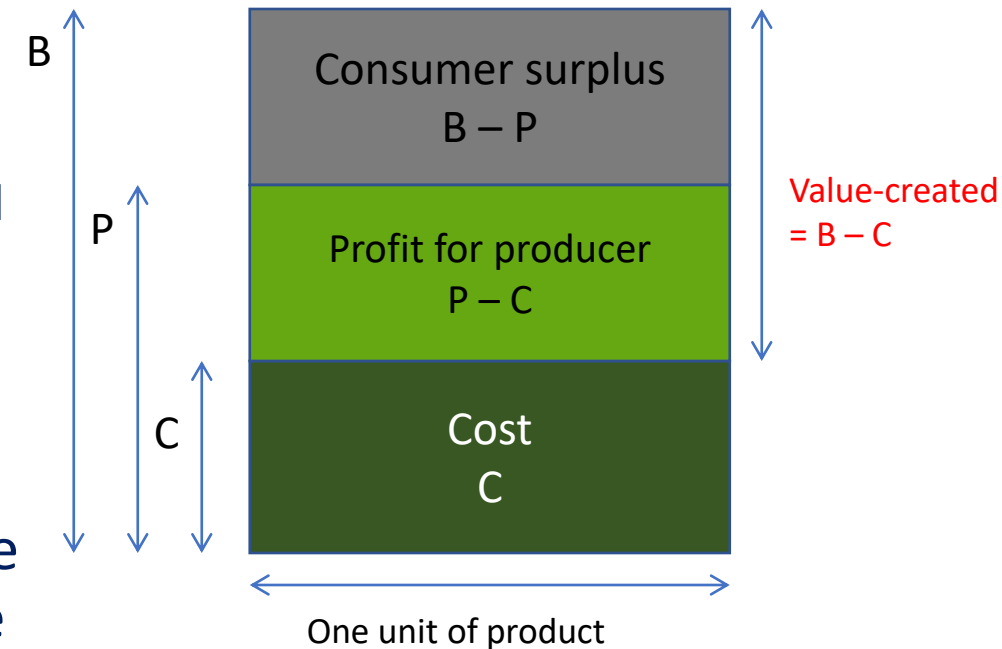 B
Consumer surplus
B – P
P
Value-created
= B – C
Profit for producer
P – C
C
Cost
C
e
e
One unit of product